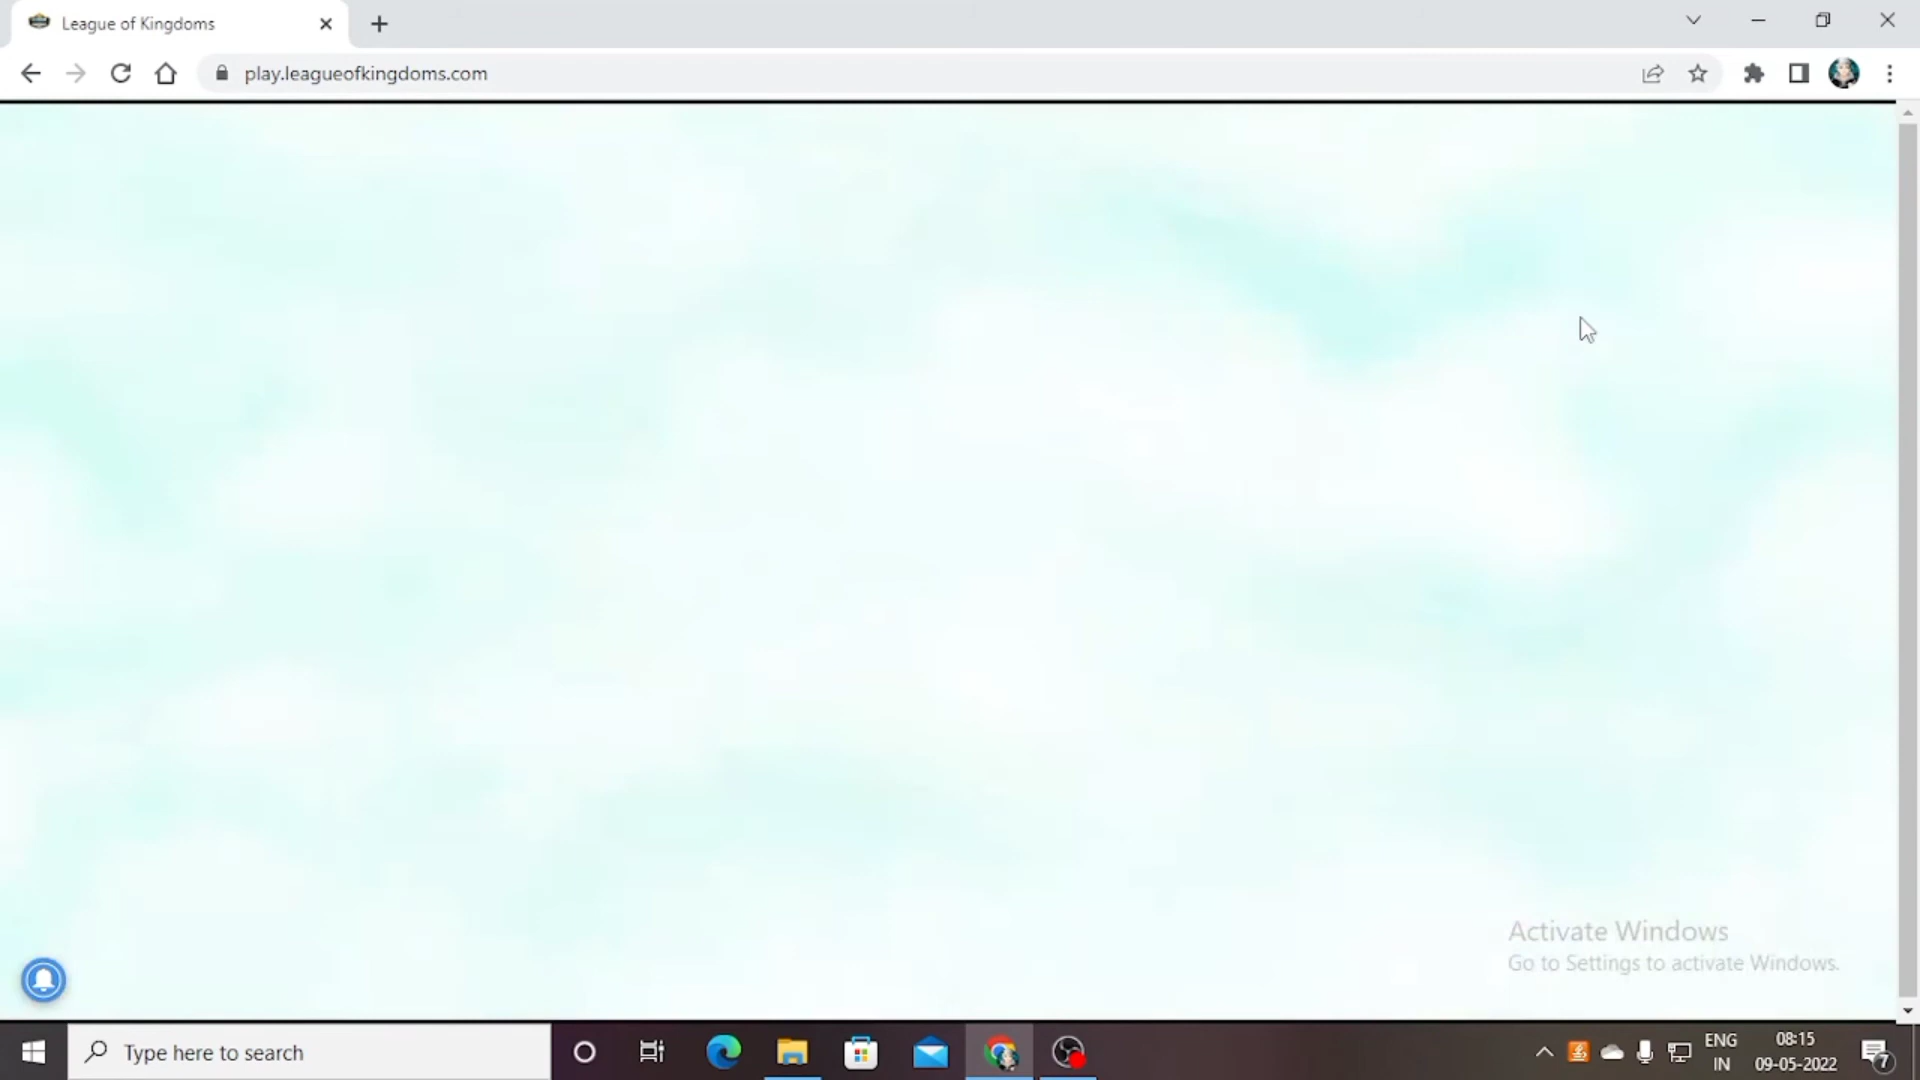 League of Kingdoms
play.leagueofkingdoms.com
Activate Windows
Go to Settings to activate Windows.
Type here to search
ENG
IN
08:15
09-05-2022
7